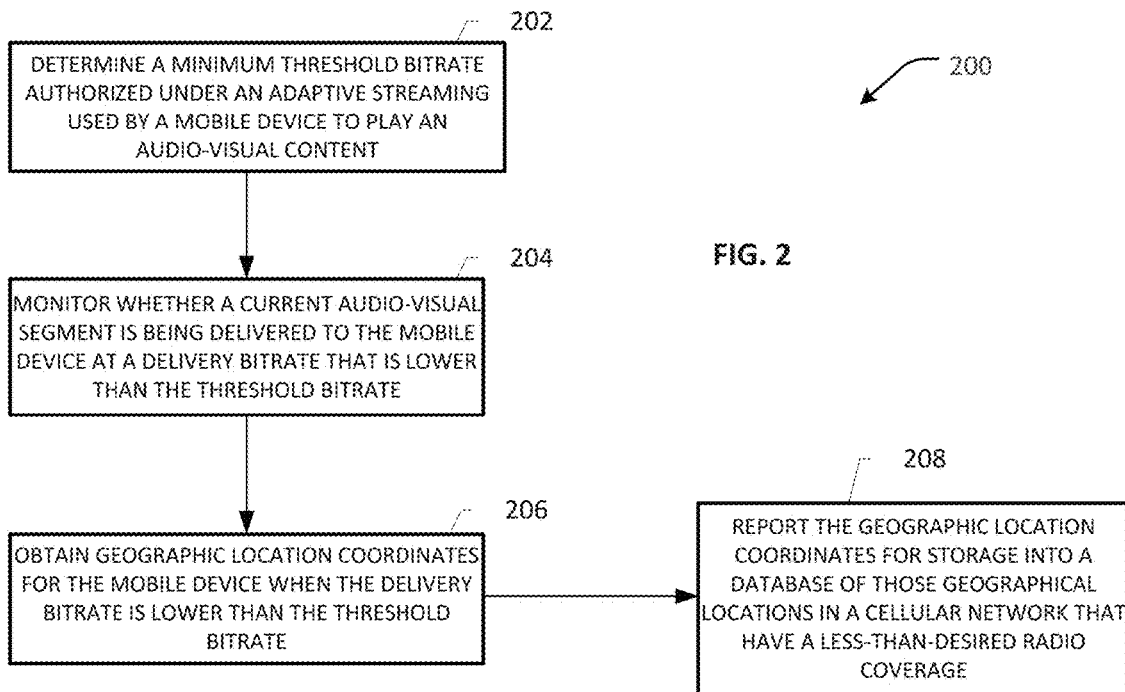 202
DETERMINE A MINIMUM THRESHOLD BITRATE
AUTHORIZED UNDER AN ADAPTIVE STREAMING
USED BY A MOBILE DEVICE TO PLAY AN
AUDIO-VISUAL CONTENT
200
FIG. 2
204
MONITOR WHETHER A CURRENT AUDIO-VISUAL
SEGMENT IS BEING DELIVERED TO THE MOBILE
DEVICE AT A DELIVERY BITRATE THAT IS LOWER
THAN THE THRESHOLD BITRATE
206
OBTAIN GEOGRAPHIC LOCATION COORDINATES
FOR THE MOBILE DEVICE WHEN THE DELIVERY
BITRATE IS LOWER THAN THE THRESHOLD
BITRATE
208
REPORT THE GEOGRAPHIC LOCATION
COORDINATES FOR STORAGE INTO A
DATABASE OF THOSE GEOGRAPHICAL
LOCATIONS IN A CELLULAR NETWORK THAT
HAVE A LESS-THAN-DESIRED RADIO
COVERAGE